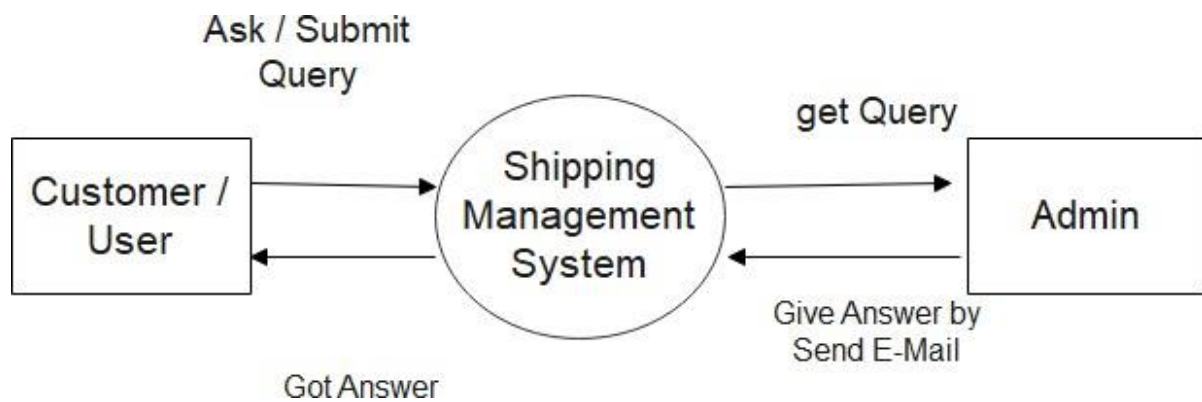 Ask / Submit
Query
get Query
Customer /
User
Shipping
Management
System
Admin
Give Answer by
Send E-Mail
Got Answer